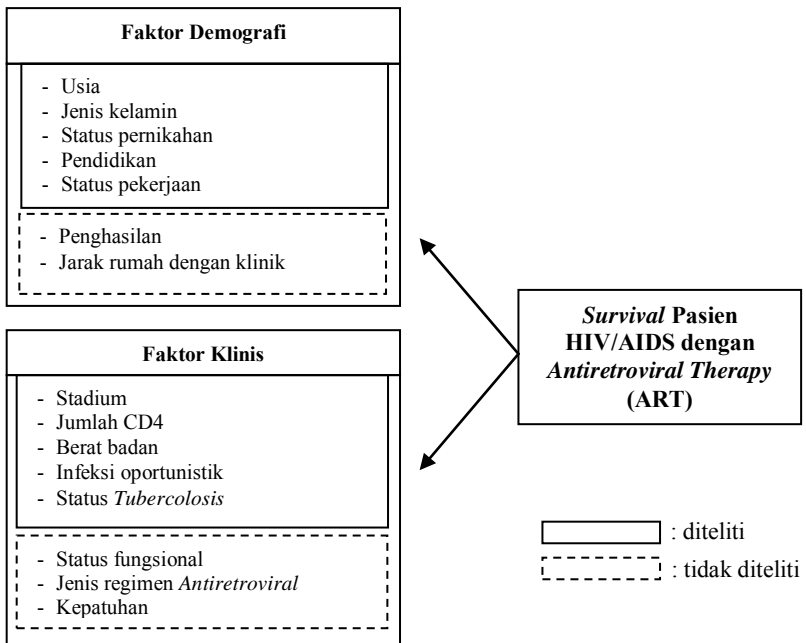 Faktor Demografi
- Usia
- Jenis kelamin
- Status pernikahan
- Pendidikan
- Status pekerjaan
- Penghasilan
- Jarak rumah dengan klinik
Faktor Klinis
- Stadium
- Jumlah CD4
- Berat badan
- Infeksi oportunistik
- Status Tubercolosis
- Status fungsional
- Jenis regimen Antiretroviral
- Kepatuhan
Survival Pasien
HIV/AIDS dengan
Antiretroviral Therapy
(ART)
: diteliti
: tidak diteliti